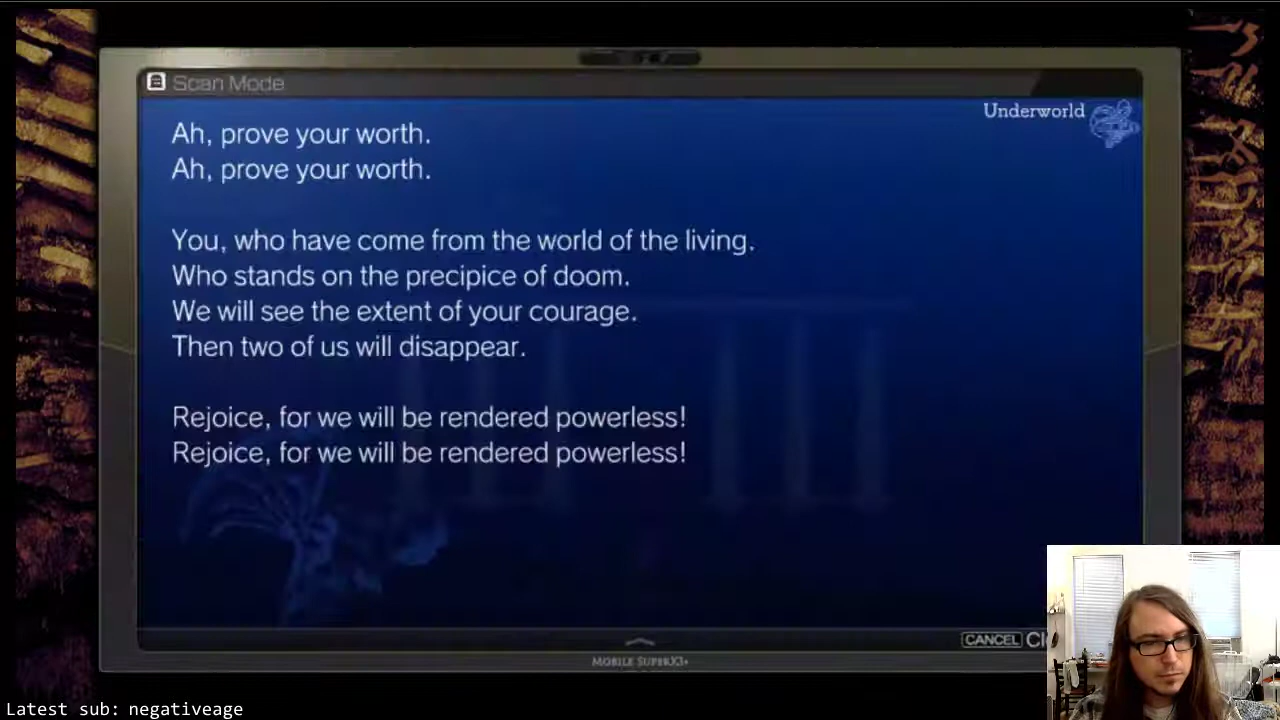 Scan Mode
Underworld
Ah, prove your worth.
Ah, prove your worth.
You, who have come from the world of the living.
Who stands on the precipice of doom.
We will see the extent of your courage.
Then two of us will disappear.
Rejoice, for we will be rendered powerless!
Rejoice, for we will be rendered powerless!
CANCEL
MOBILE SUPERX3+
Latest sub: negativeage